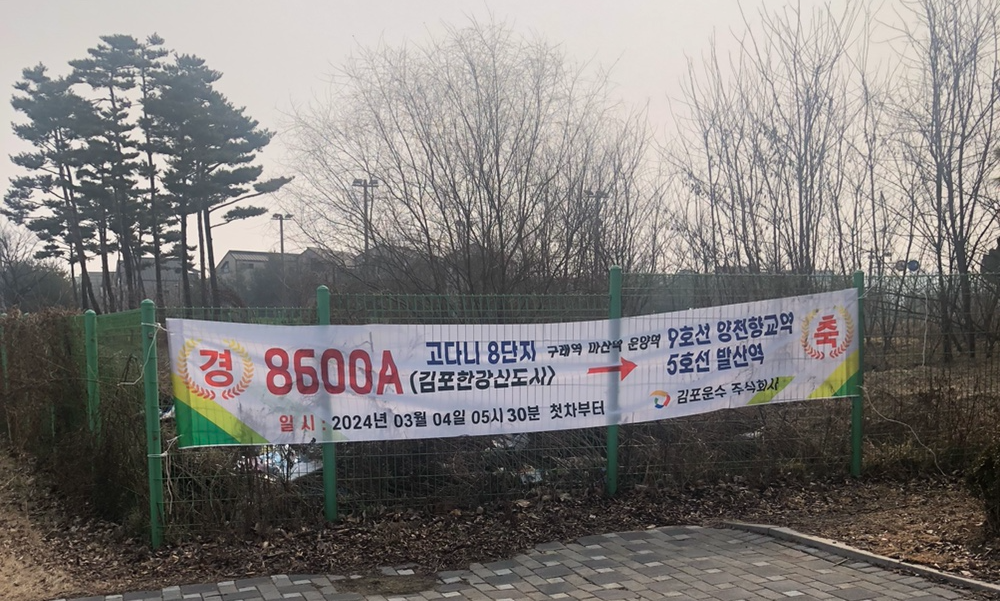 경 축
8600A
고다니 8단지
(김포한강신도시)
구래역 마산역 운양역
9호선 양천향교역
5호선 발산역
일 시 : 2024년 03월 04일 05시 30분 첫차부터
김포운수 주식회사